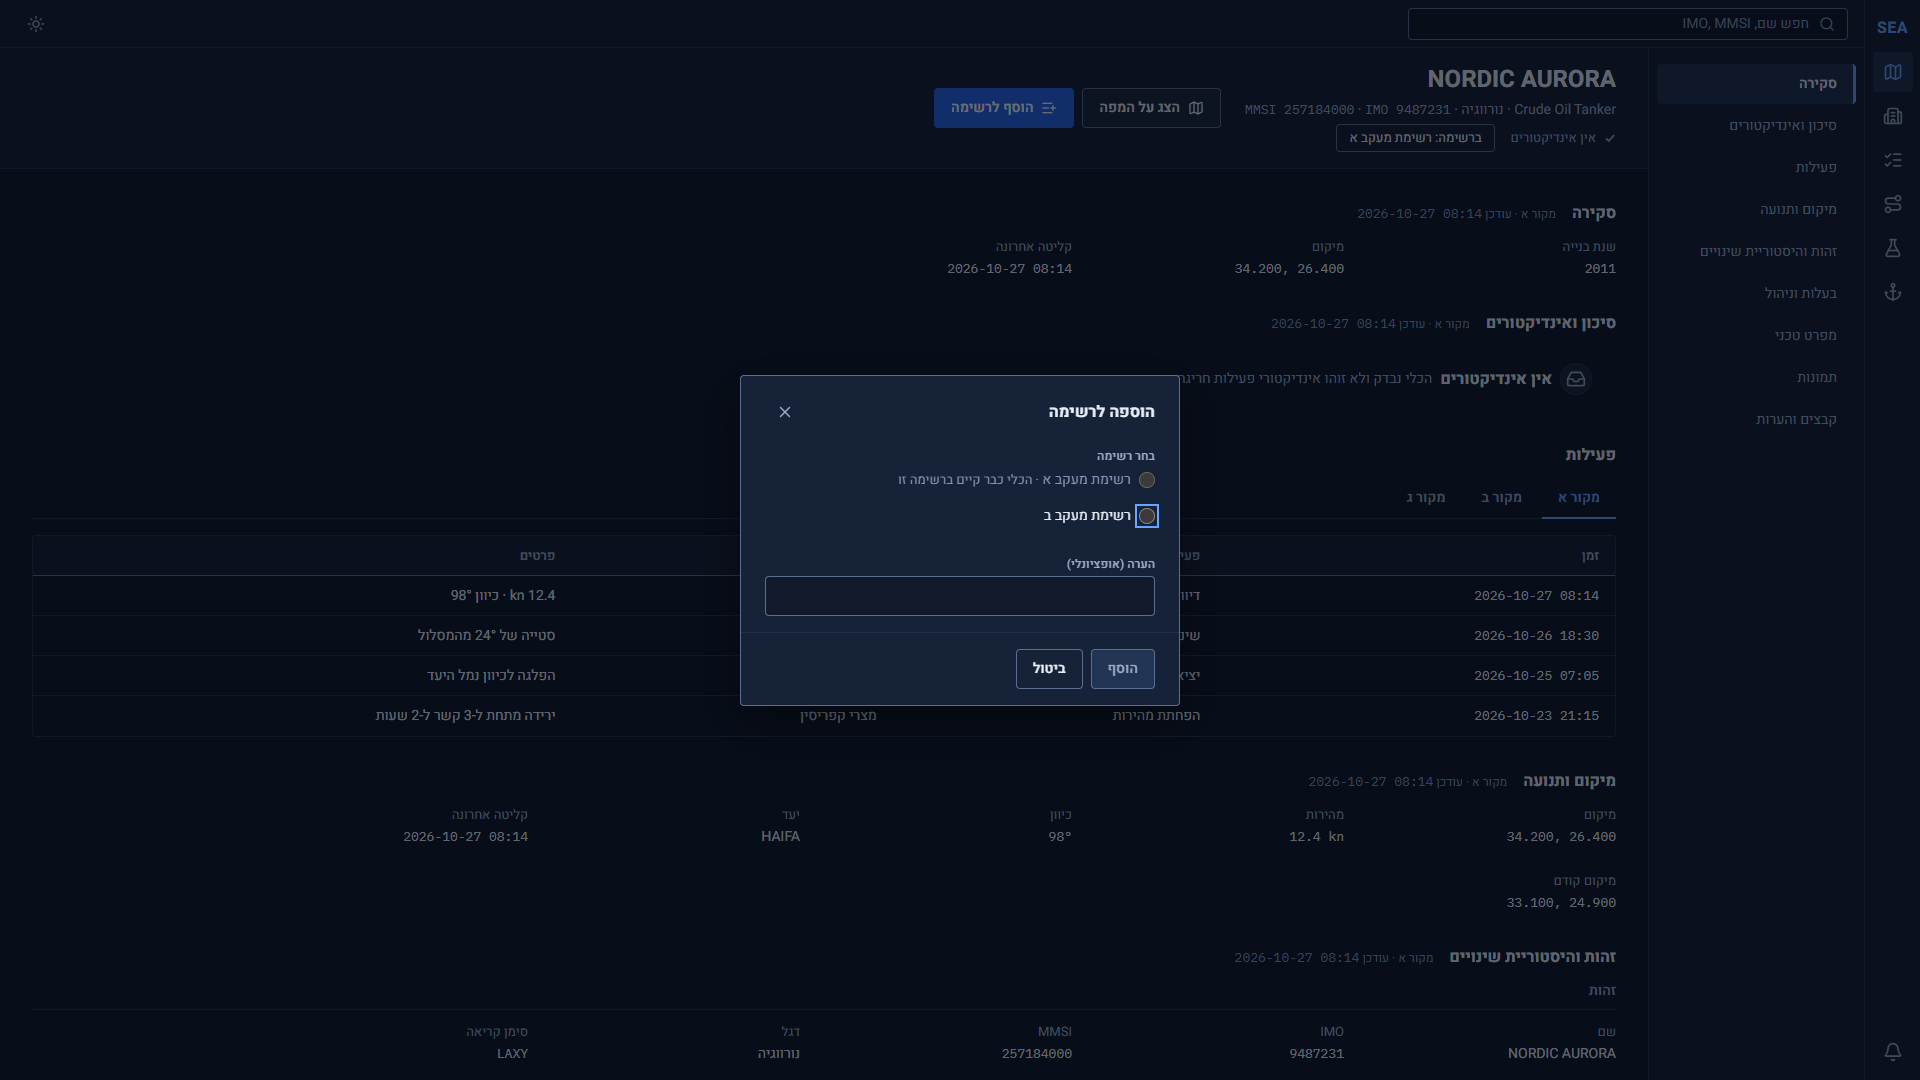 SEA
חפש שם, IMO, MMSI
סקירה
סיכון ואינדיקטורים
פעילות
מיקום ותנועה
זהות והיסטוריית שינויים
בעלות וניהול
מפרט טכני
תמונות
קבצים והערות
NORDIC AURORA
Crude Oil Tanker · נורווגיה · IMO 9487231 · MMSI 257184000
אין אינדיקטורים
ברשימה: רשימת מעקב א
הצג על המפה
הוסף לרשימה
סקירה
מקור א · עודכן 2026-10-27 08:14
שנת בנייה
מיקום
קליטה אחרונה
2011
34.200, 26.400
2026-10-27 08:14
סיכון ואינדיקטורים
מקור א · עודכן 2026-10-27 08:14
אין אינדיקטורים
הכלי נבדק ולא זוהו אינדיקטורי פעילות
פעילות
מקור א
מקור ב
מקור ג
זמן
פרטים
2026-10-27 08:14
12.4 kn · כיוון 98°
2026-10-26 18:30
סטייה של 24° מהמסלול
2026-10-25 07:05
הפלגה לכיוון נמל היעד
2026-10-23 21:15
הפחתת מהירות
מצרי קפריסין
ירידה מתחת ל-3 קשר ל-2 שעות
הוספה לרשימה
בחר רשימה
רשימת מעקב א · הכלי כבר קיים ברשימה זו
רשימת מעקב ב
הערה (אופציונלי)
הוסף
ביטול
מיקום ותנועה
מקור א · עודכן 2026-10-27 08:14
מיקום
מהירות
כיוון
יעד
קליטה אחרונה
34.200, 26.400
12.4 kn
98°
HAIFA
2026-10-27 08:14
מיקום קודם
33.100, 24.900
זהות והיסטוריית שינויים
מקור א · עודכן 2026-10-27 08:14
זהות
שם
IMO
MMSI
דגל
סימן קריאה
NORDIC AURORA
9487231
257184000
נורווגיה
LAXY